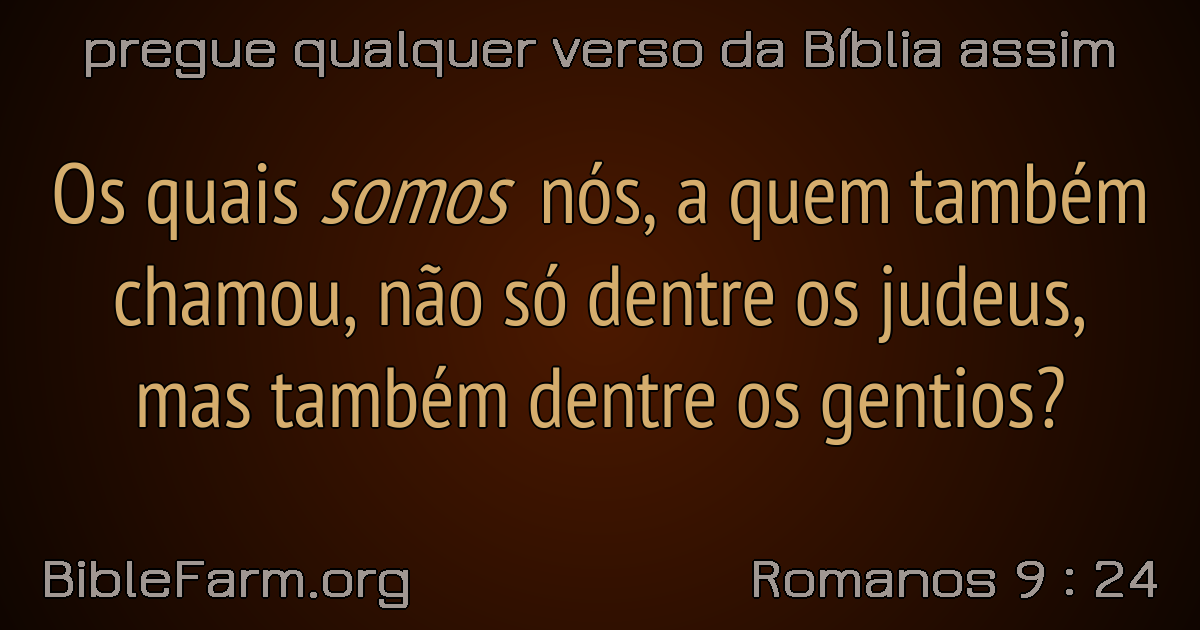 pregue qualquer verso da Bíblia assim
Os quais somos nós, a quem também
chamou, não só dentre os judeus,
mas também dentre os gentios?
BibleFarm.org
Romanos 9 : 24